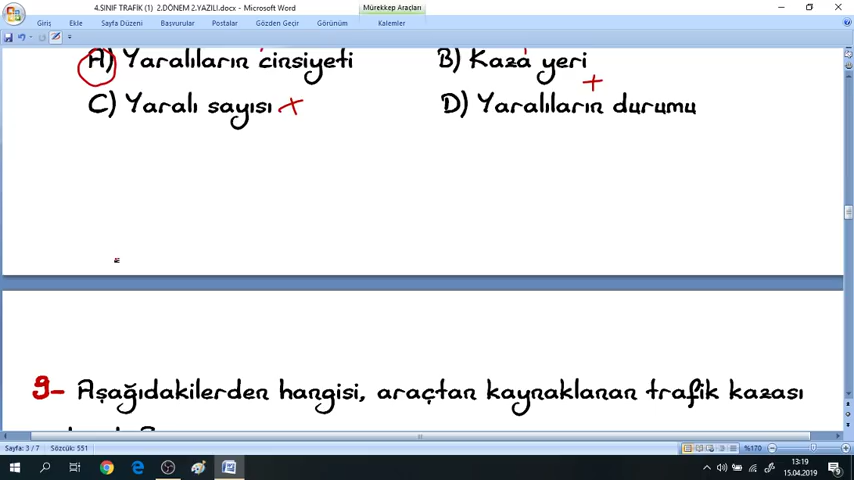 4.SINIF TRAFİK (1) 2.DÖNEM 2.YAZILI.docx - Microsoft Word
Mürekkep Araçları
Giriş Ekle Sayfa Düzeni Başvurular Postalar Gözden Geçir Görünüm Kalemler
A) Yaralıların cinsiyeti B) Kaza yeri
C) Yaralı sayısı D) Yaralıların durumu
9- Aşağıdakilerden hangisi, araçtan kaynaklanan trafik kazası
Sayfa: 3 / 7 Sözcük: 551 %170
13:19
15.04.2019